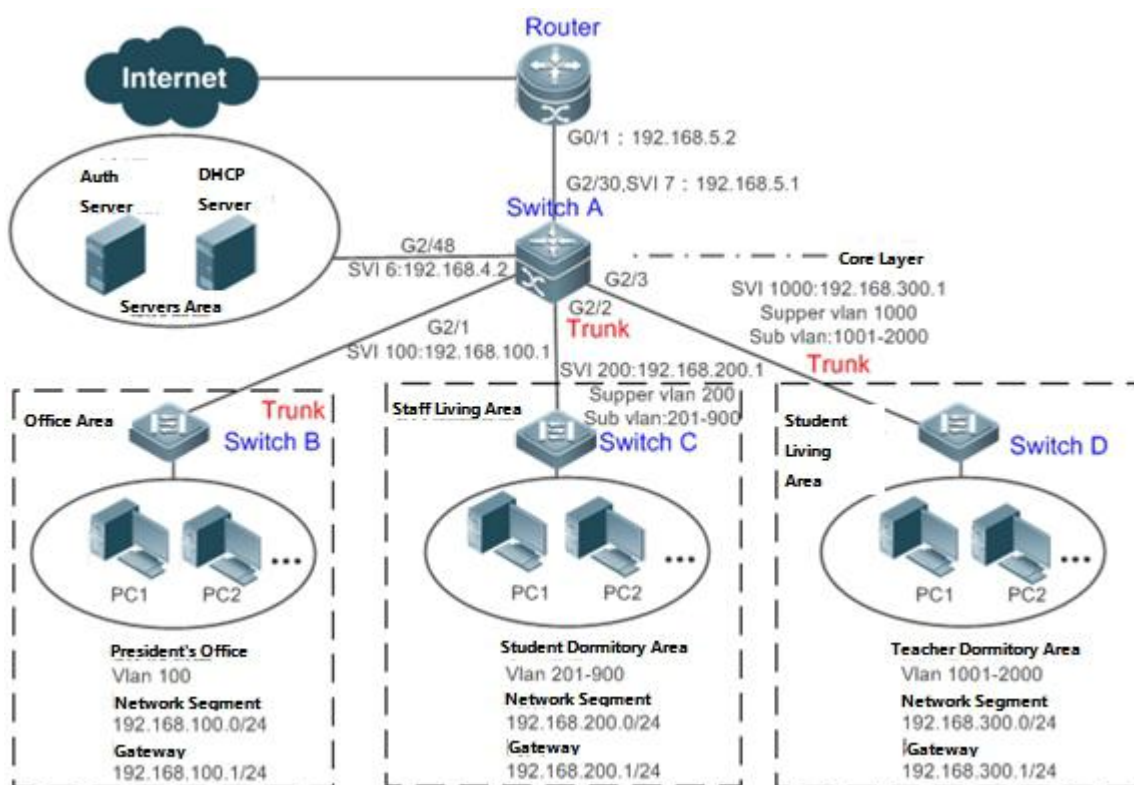 Router
Internet
G0/1 : 192.168.5.2
Auth
Server
DHCP
Server
G2/30,SVI 7 : 192.168.5.1
Switch A
G2/48
SVI 6:192.168.4.2
Servers Area
Core Layer
G2/3
SVI 1000:192.168.300.1
Supper vlan 1000
Sub vlan:1001-2000
Trunk
G2/2
Trunk
G2/1
SVI 100:192.168.100.1
SVI 200:192.168.200.1
Supper vlan 200
Sub vlan:201-900
Office Area
Trunk
Switch B
PC1
PC2
...
President's Office
Vlan 100
Network Segment
192.168.100.0/24
Gateway
192.168.100.1/24
Staff Living Area
Switch C
PC1
PC2
...
Student Dormitory Area
Vlan 201-900
Network Segment
192.168.200.0/24
Gateway
192.168.200.1/24
Student
Living
Area
Switch D
PC1
PC2
...
Teacher Dormitory Area
Vlan 1001-2000
Network Segment
192.168.300.0/24
Gateway
192.168.300.1/24